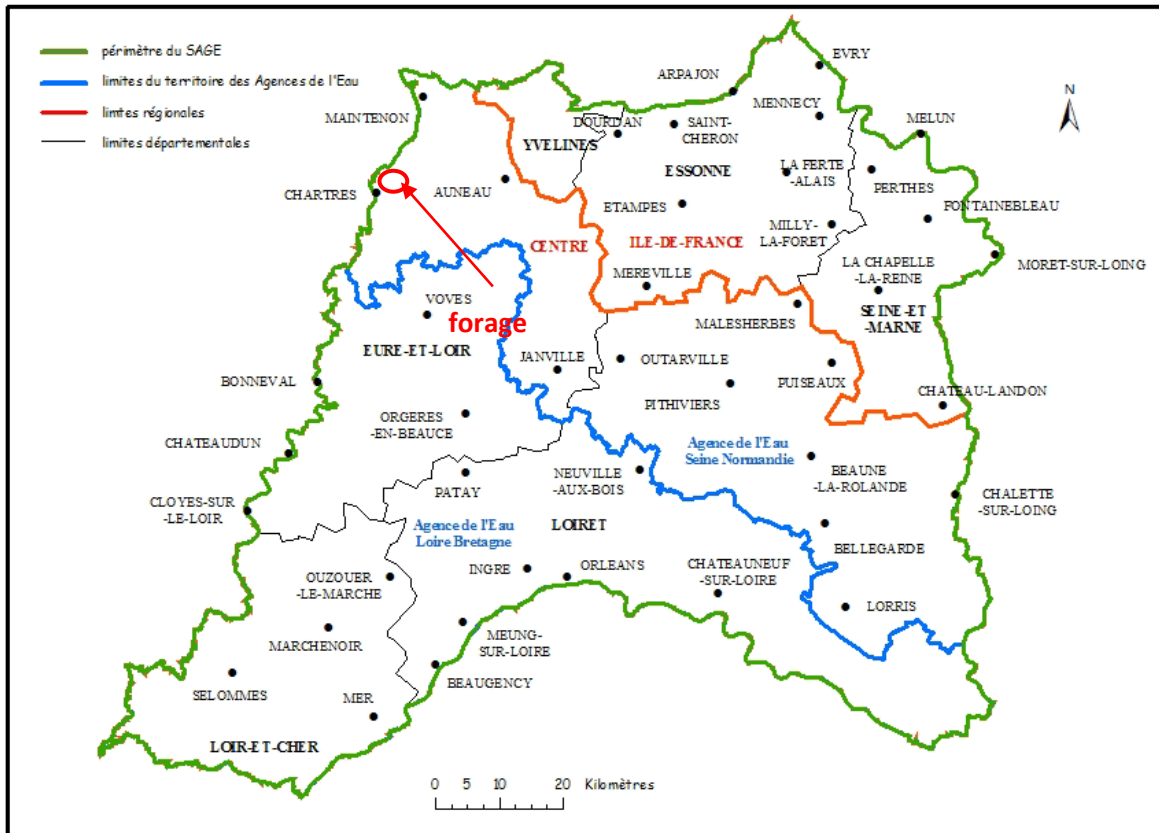 périmètre du SAGE
limites du territoire des Agences de l'Eau
limtes régionales
limites départementales
N
EVRY
ARPAJON
MENNECY
MAINTENON
DOURDAN
SAINT-
CHERON
MELUN
YVELINES
ESSONNE
LA FERTE
-ALAIS
PERTHES
CHARTRES
AUNEAU
ETAMPES
FONTAINEBLEAU
MILLY-
LA-FORET
CENTRE
ILE-DE-FRANCE
MORET-SUR-LOING
LA CHAPELLE
-LA-REINE
MEREVILLE
VOVES
forage
MALESHERBES
SEINE-ET
-MARNE
EURE-ET-LOIR
JANVILLE
OUTARVILLE
PUISEAUX
BONNEVAL
PITHIVIERS
CHATEAU-LANDON
ORGERES
-EN-BEAUCE
CHATEAUDUN
Agence de l'Eau
Seine Normandie
NEUVILLE
-AUX-BOIS
BEAUNE
-LA-ROLANDE
PATAY
CHALETTE
-SUR-LOING
CLOYES-SUR
-LE-LOIR
Agence de l'Eau
Loire Bretagne
LOIRET
BELLEGARDE
INGRE
ORLEANS
CHATEAUNEUF
-SUR-LOIRE
OUZOUER
-LE-MARCHE
LORRIS
MARCHENOIR
MEUNG-
SUR-LOIRE
SELOMMES
BEAUGENCY
MER
LOIR-ET-CHER
0 5 10 20 Kilomètres